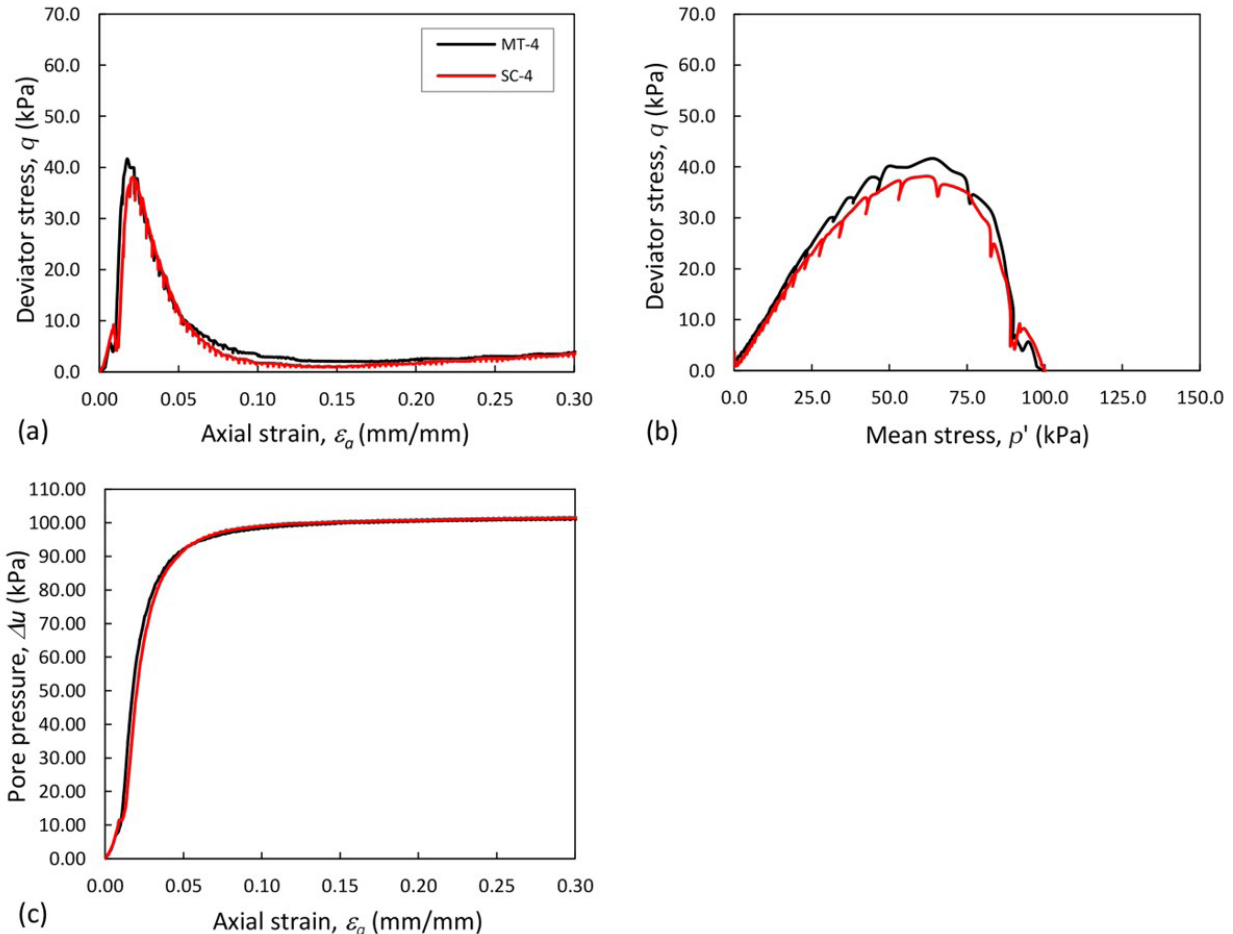 70.0
60.0
50.0
40.0
30.0
20.0
10.0
0.0
Deviator stress, q (kPa)
MT-4
SC-4
0.00 0.05 0.10 0.15 0.20 0.25 0.30
(a) Axial strain, εa (mm/mm)
70.0
60.0
50.0
40.0
30.0
20.0
10.0
0.0
Deviator stress, q (kPa)
0.0 25.0 50.0 75.0 100.0 125.0 150.0
(b) Mean stress, p' (kPa)
110.00
100.00
90.00
80.00
70.00
60.00
50.00
40.00
30.00
20.00
10.00
0.00
Pore pressure, Δu (kPa)
0.00 0.05 0.10 0.15 0.20 0.25 0.30
(c) Axial strain, εa (mm/mm)